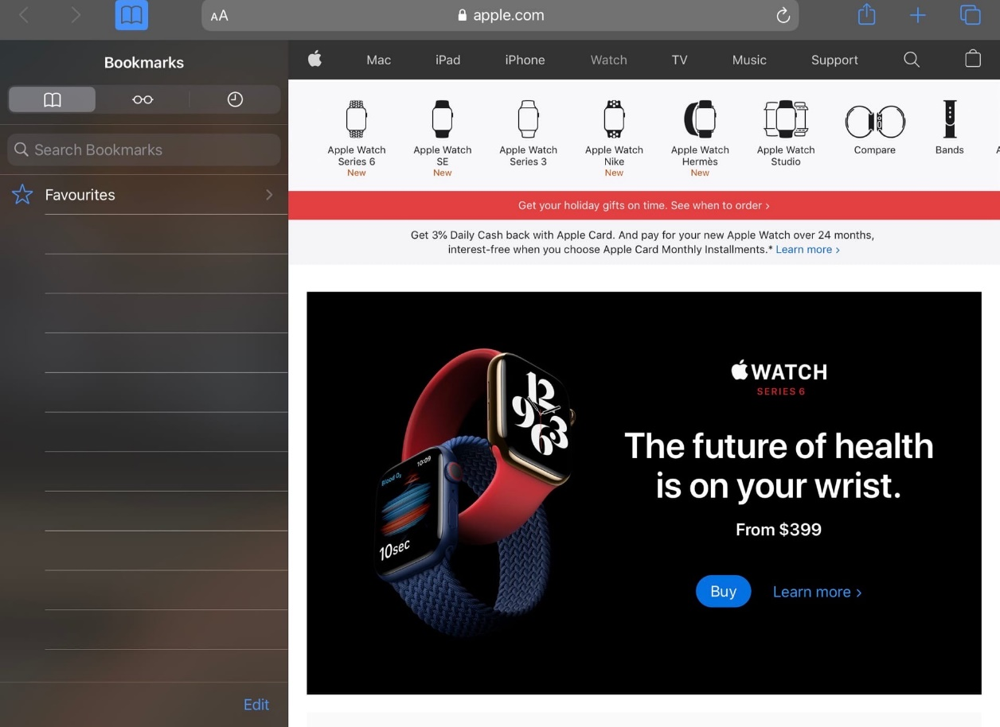 AA
apple.com
Bookmarks
Search Bookmarks
Favourites
Edit
Mac iPad iPhone Watch TV Music Support
Apple Watch
Series 6
New
Apple Watch
SE
New
Apple Watch
Series 3
Apple Watch
Nike
New
Apple Watch
Hermès
New
Apple Watch
Studio
Compare
Bands
Get your holiday gifts on time. See when to order >
Get 3% Daily Cash back with Apple Card. And pay for your new Apple Watch over 24 months,
interest-free when you choose Apple Card Monthly Installments.* Learn more >
12
9 3
6
10:09
Blood O₂
10sec
WATCH
SERIES 6
The future of health
is on your wrist.
From $399
Buy Learn more >